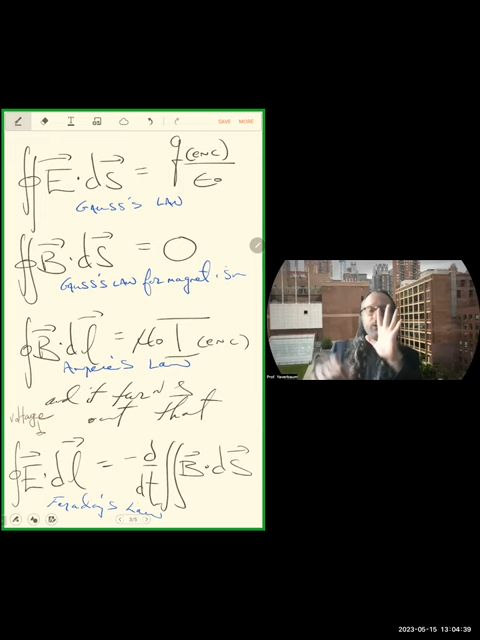 SAVE MORE
∯ E⃗ · dS⃗ = q(enc)/ε₀
GAUSS'S LAW
∯ B⃗ · dS⃗ = 0
GAUSS'S LAW for magnetism
∮ B⃗ · dl⃗ = μ₀ I (enc)
Ampere's Law
and it turns
out that
voltage
∮ E⃗ · dl⃗ = -d/dt ∬ B⃗ · dS⃗
Faraday's Law
3/5
Prof. Yaverbaum
2023-05-15 13:04:39